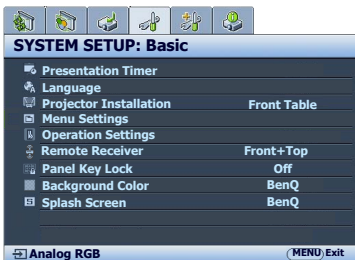 SYSTEM SETUP: Basic
Presentation Timer
Language
Projector Installation Front Table
Menu Settings
Operation Settings
Remote Receiver Front+Top
Panel Key Lock Off
Background Color BenQ
Splash Screen BenQ
Analog RGB MENU Exit